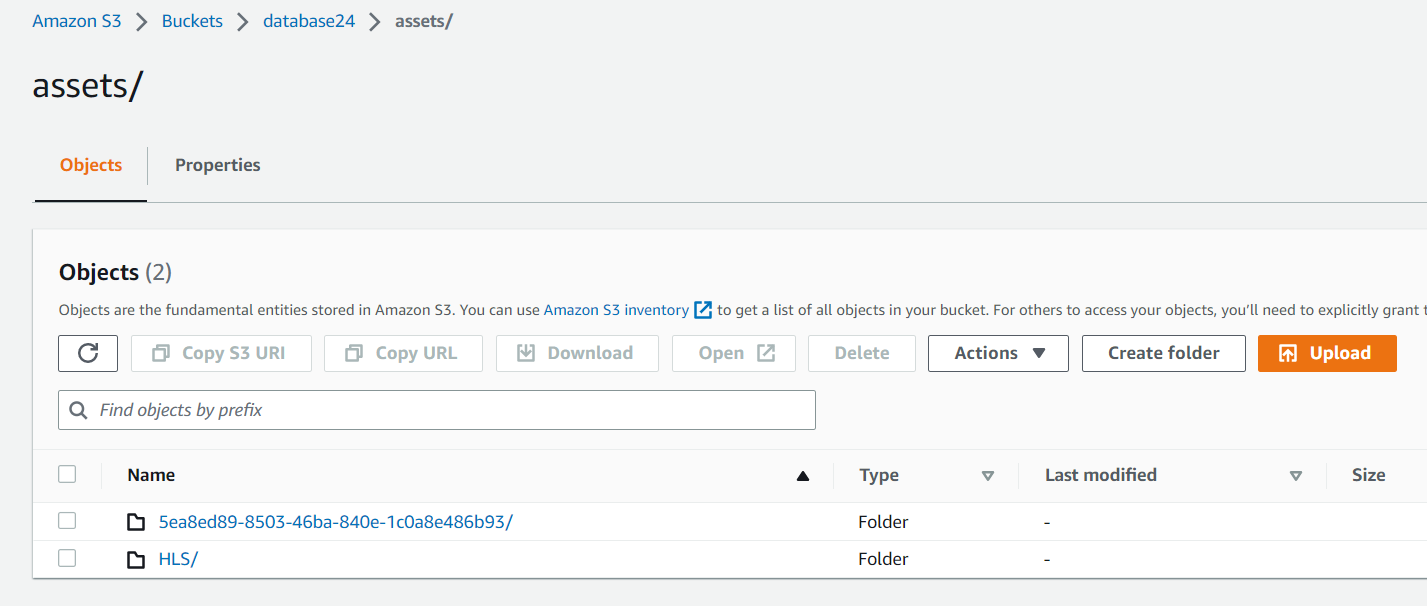 Amazon S3 > Buckets > database24 > assets/
assets/
Objects Properties
Objects (2)
Objects are the fundamental entities stored in Amazon S3. You can use Amazon S3 inventory to get a list of all objects in your bucket. For others to access your objects, you'll need to explicitly grant
Copy S3 URI Copy URL Download Open Delete Actions Create folder Upload
Find objects by prefix
Name Type Last modified Size
5ea8ed89-8503-46ba-840e-1c0a8e486b93/ Folder -
HLS/ Folder -